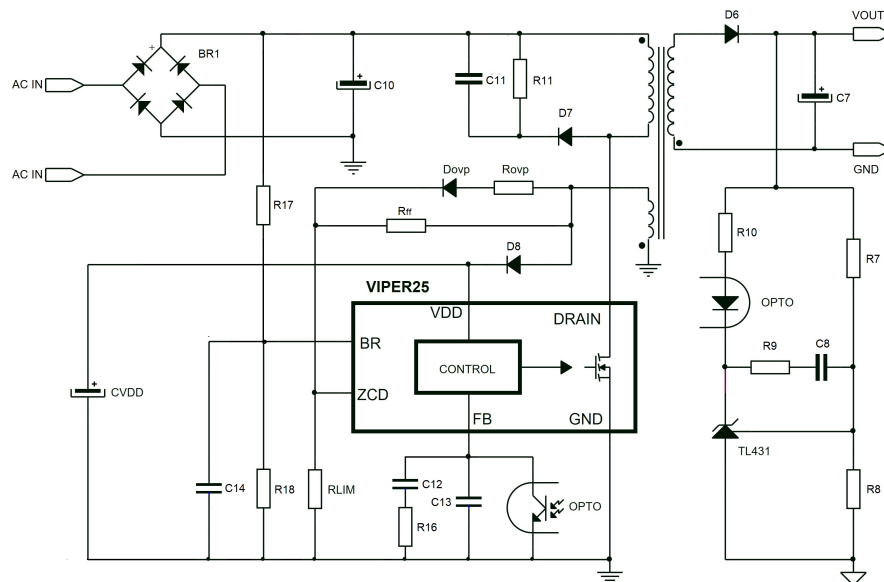 D6
VOUT
BR1
AC IN
C10
C11
R11
D7
C7
AC IN
GND
Dovp
Rovp
R17
Rff
R10
D8
R7
VIPER25
OPTO
VDD
DRAIN
BR
CONTROL
R9
C8
CVDD
ZCD
FB
GND
TL431
C14
R18
RLIM
C12
C13
OPTO
R8
R16